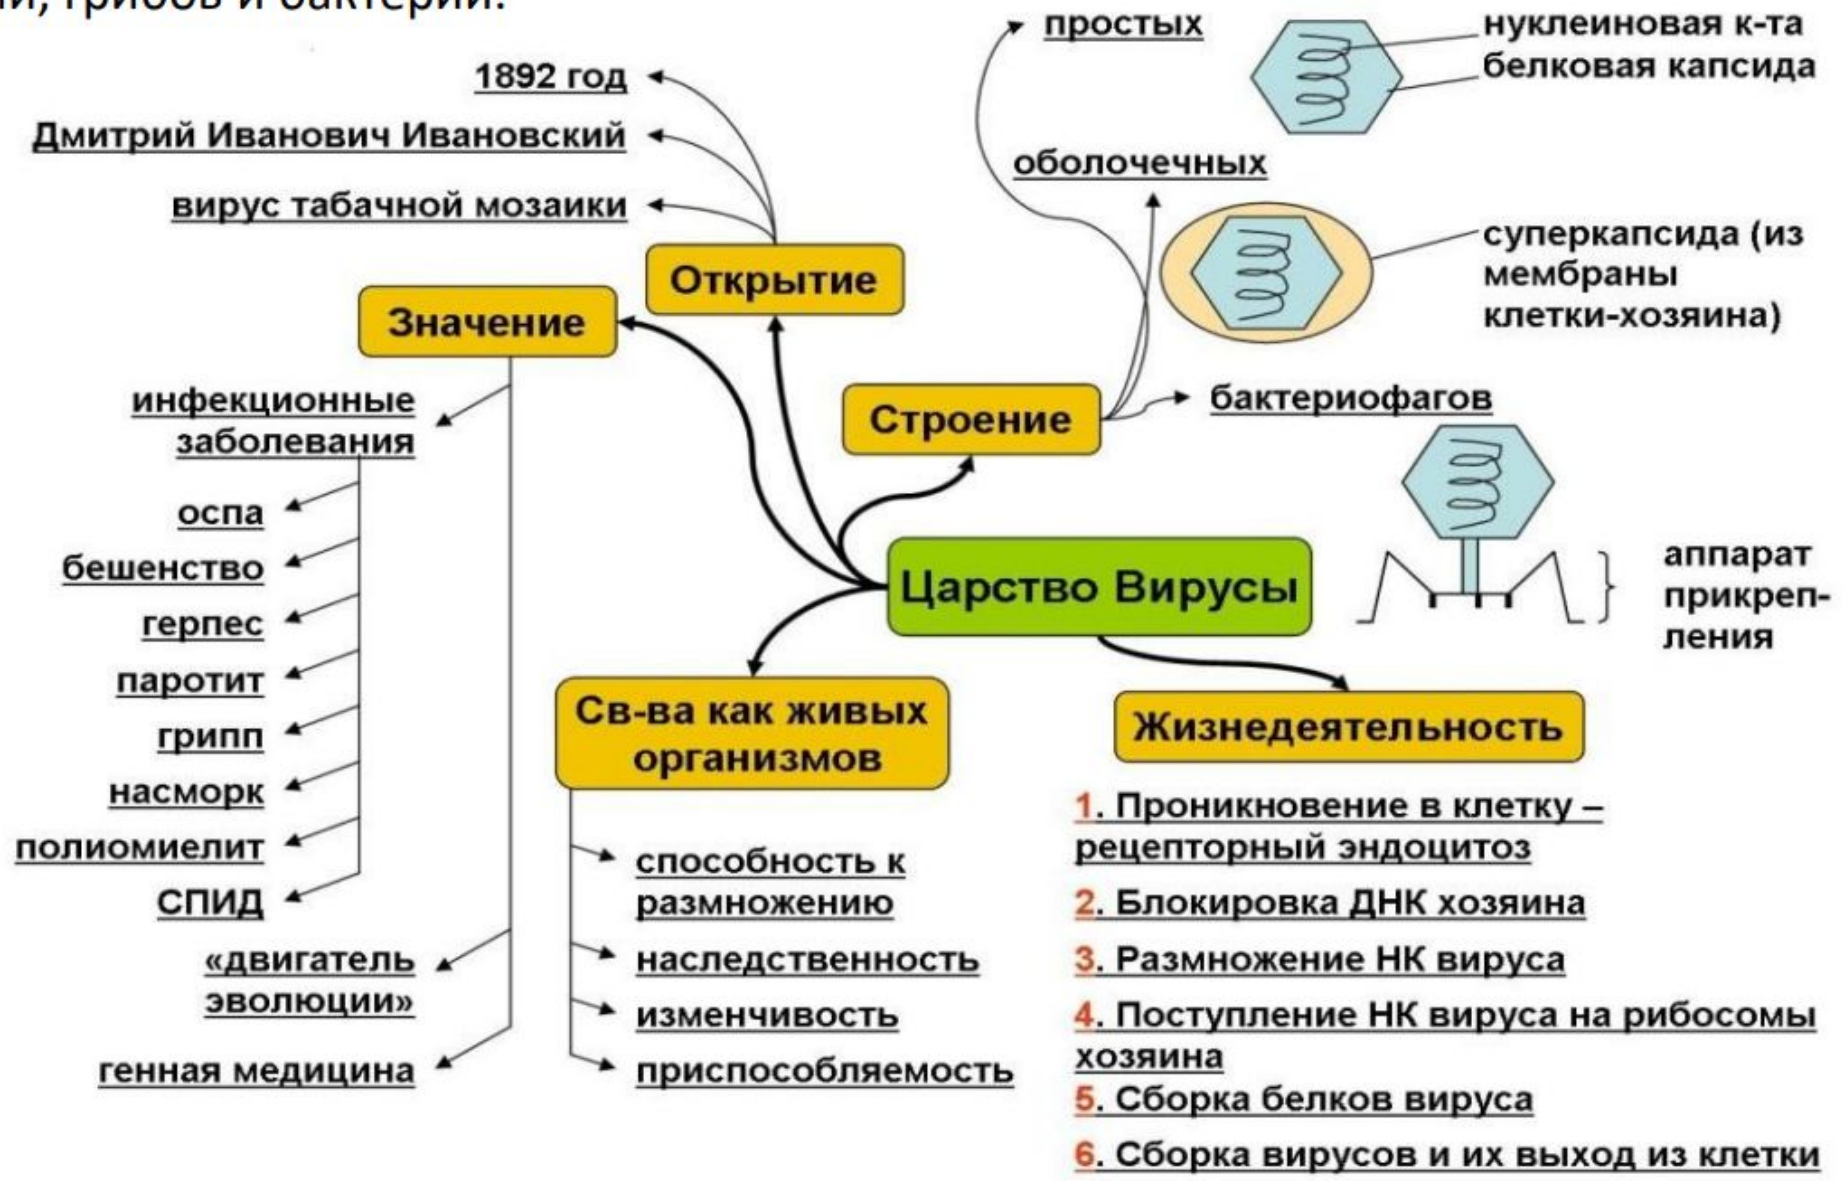 грибов и бактерий.
1892 год
Дмитрий Иванович Ивановский
вирус табачной мозаики
Открытие
Значение
инфекционные
заболевания
оспа
бешенство
герпес
паротит
грипп
насморк
полиомиелит
СПИД
«двигатель
эволюции»
генная медицина
простых
нуклеиновая к-та
белковая капсида
оболочечных
суперкапсида (из
мембраны
клетки-хозяина)
Строение
бактериофагов
аппарат
прикреп-
ления
Царство Вирусы
Св-ва как живых
организмов
способность к
размножению
наследственность
изменчивость
приспособляемость
Жизнедеятельность
1. Проникновение в клетку –
рецепторный эндоцитоз
2. Блокировка ДНК хозяина
3. Размножение НК вируса
4. Поступление НК вируса на рибосомы
хозяина
5. Сборка белков вируса
6. Сборка вирусов и их выход из клетки